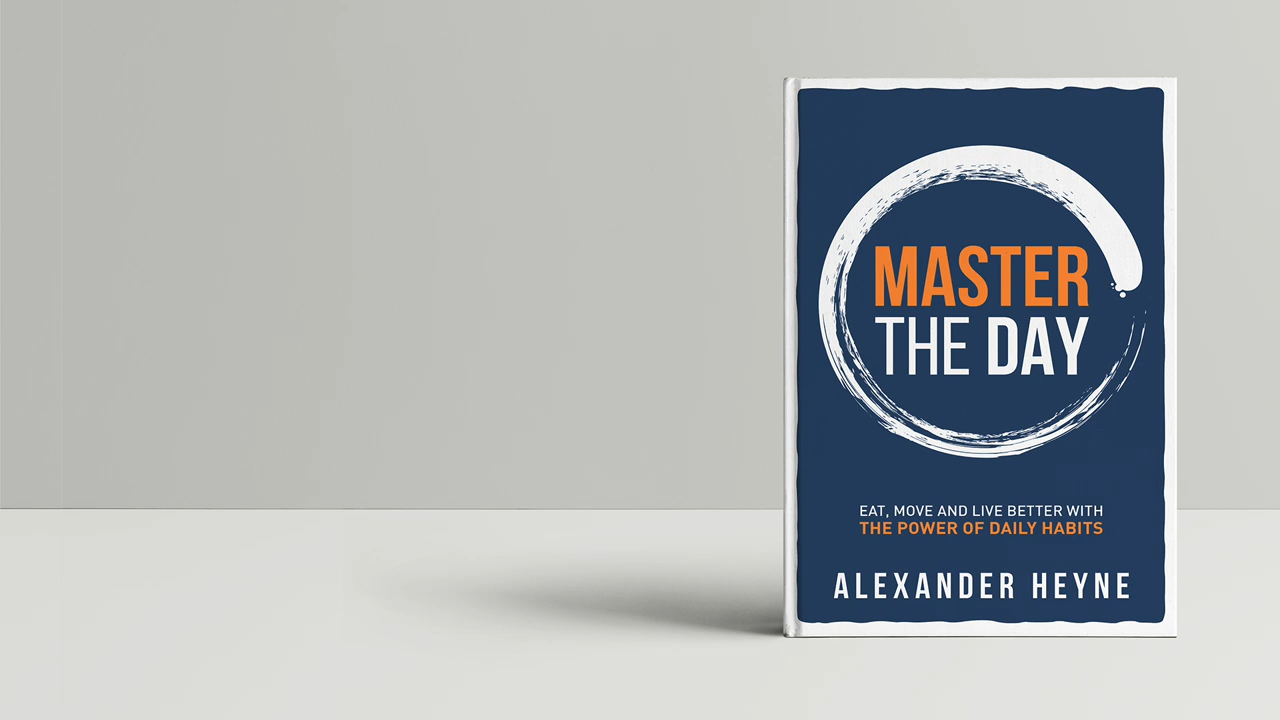 MASTER
THE DAY
EAT, MOVE AND LIVE BETTER WITH
THE POWER OF DAILY HABITS
ALEXANDER HEYNE